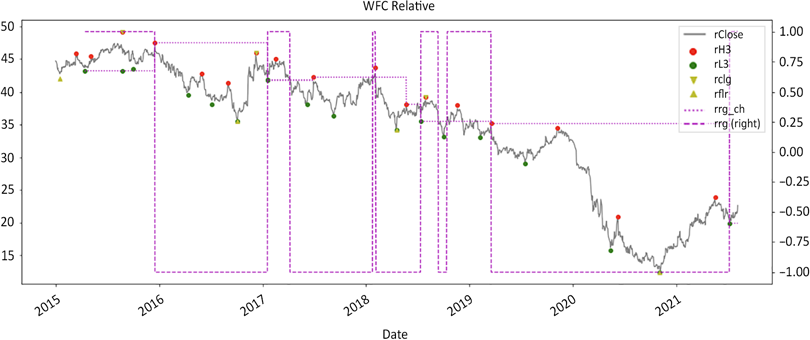 WFC Relative
50
45
40
35
30
25
20
15
1.00
0.75
0.50
0.25
0.00
−0.25
−0.50
−0.75
−1.00
rClose
rH3
rL3
rclg
rflr
rrg_ch
rrg (right)
2015
2016
2017
2018
2019
2020
2021
Date